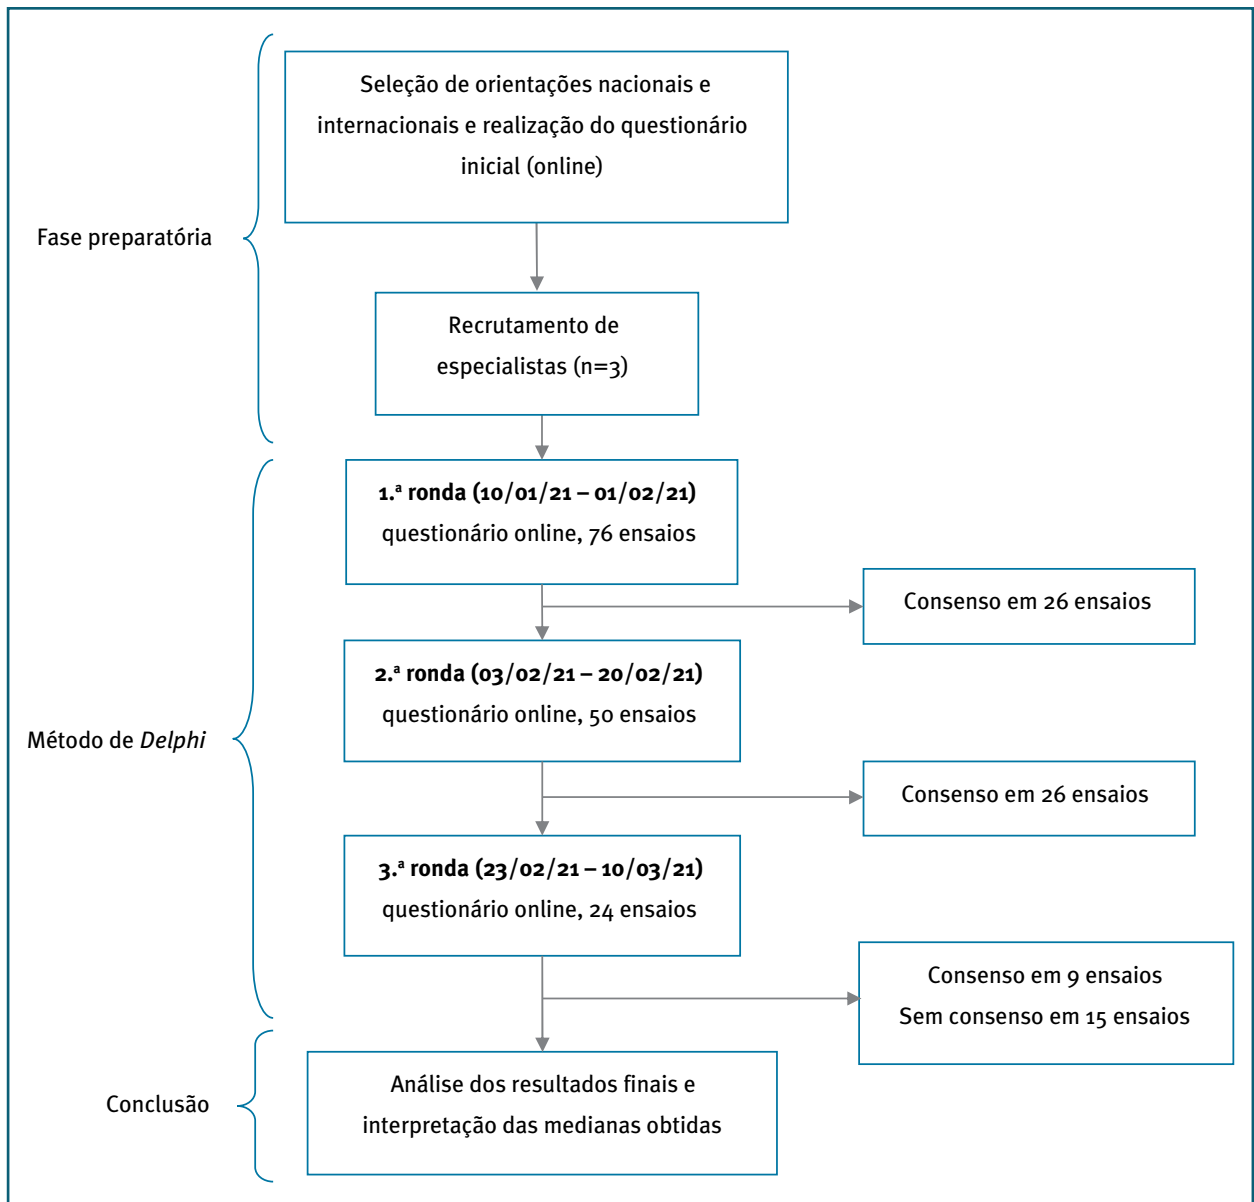 Seleção de orientações nacionais e
internacionais e realização do questionário
inicial (online)
Fase preparatória
Recrutamento de
especialistas (n=3)
1.ª ronda (10/01/21 – 01/02/21)
questionário online, 76 ensaios
Consenso em 26 ensaios
2.ª ronda (03/02/21 – 20/02/21)
questionário online, 50 ensaios
Método de Delphi
Consenso em 26 ensaios
3.ª ronda (23/02/21 – 10/03/21)
questionário online, 24 ensaios
Consenso em 9 ensaios
Sem consenso em 15 ensaios
Conclusão
Análise dos resultados finais e
interpretação das medianas obtidas